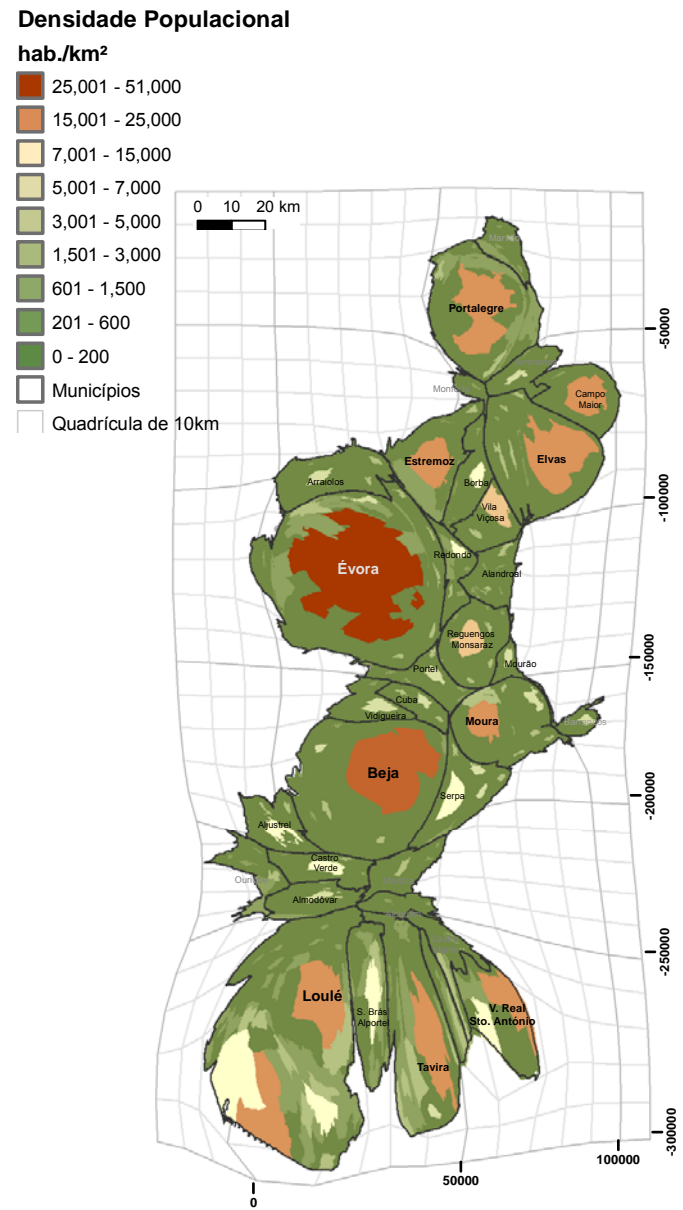 Densidade Populacional
hab./km²
25,001 - 51,000
15,001 - 25,000
7,001 - 15,000
5,001 - 7,000
3,001 - 5,000
1,501 - 3,000
601 - 1,500
201 - 600
0 - 200
Municípios
Quadrícula de 10km
0 10 20 km
Portalegre
Campo
Maior
Estremoz
Elvas
Borba
Vila
Viçosa
Arraiolos
Évora
Redondo
Alandroal
Reguengos
Monsaraz
Mourão
Portel
Cuba
Vidigueira
Moura
Beja
Serpa
Aljustrel
Castro
Verde
Almodôvar
Loulé
S. Brás
Alportel
V. Real
Sto. António
Tavira
-50000
-100000
-150000
-200000
-250000
-300000
0
50000
100000